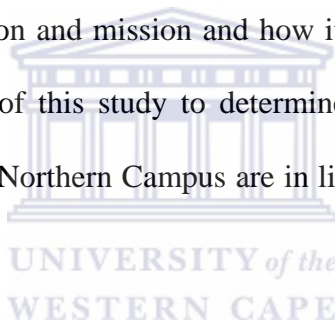 on and mission and how i
of this study to determine
Northern Campus are in li
UNIVERSITY of the
WESTERN CAPE